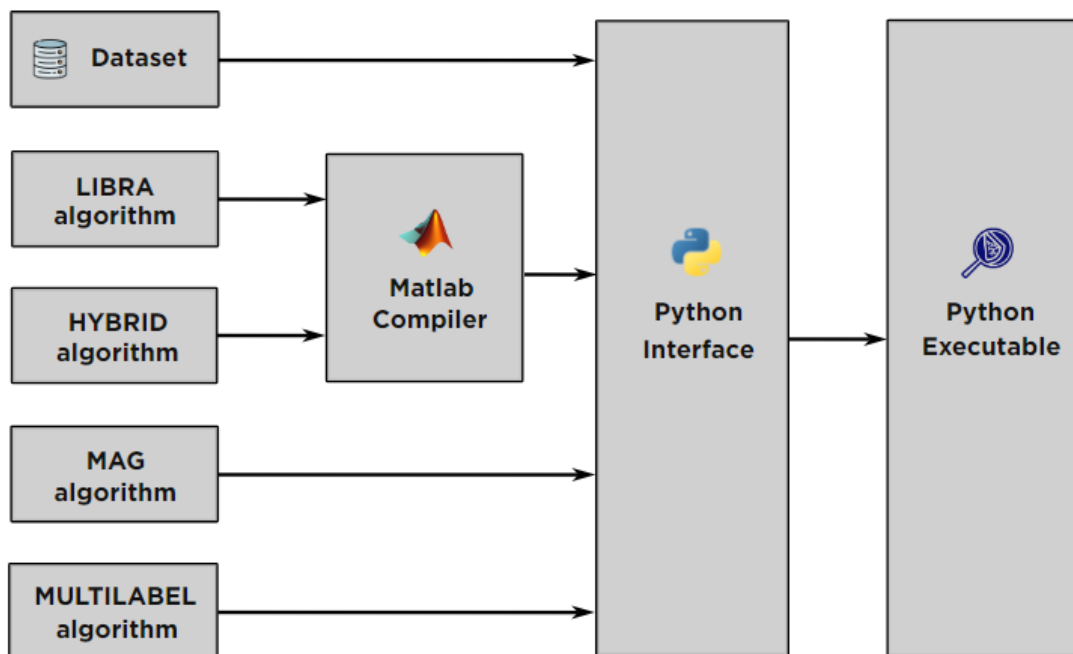 Dataset
LIBRA
algorithm
HYBRID
algorithm
MAG
algorithm
MULTILABEL
algorithm
Matlab
Compiler
Python
Interface
Python
Executable